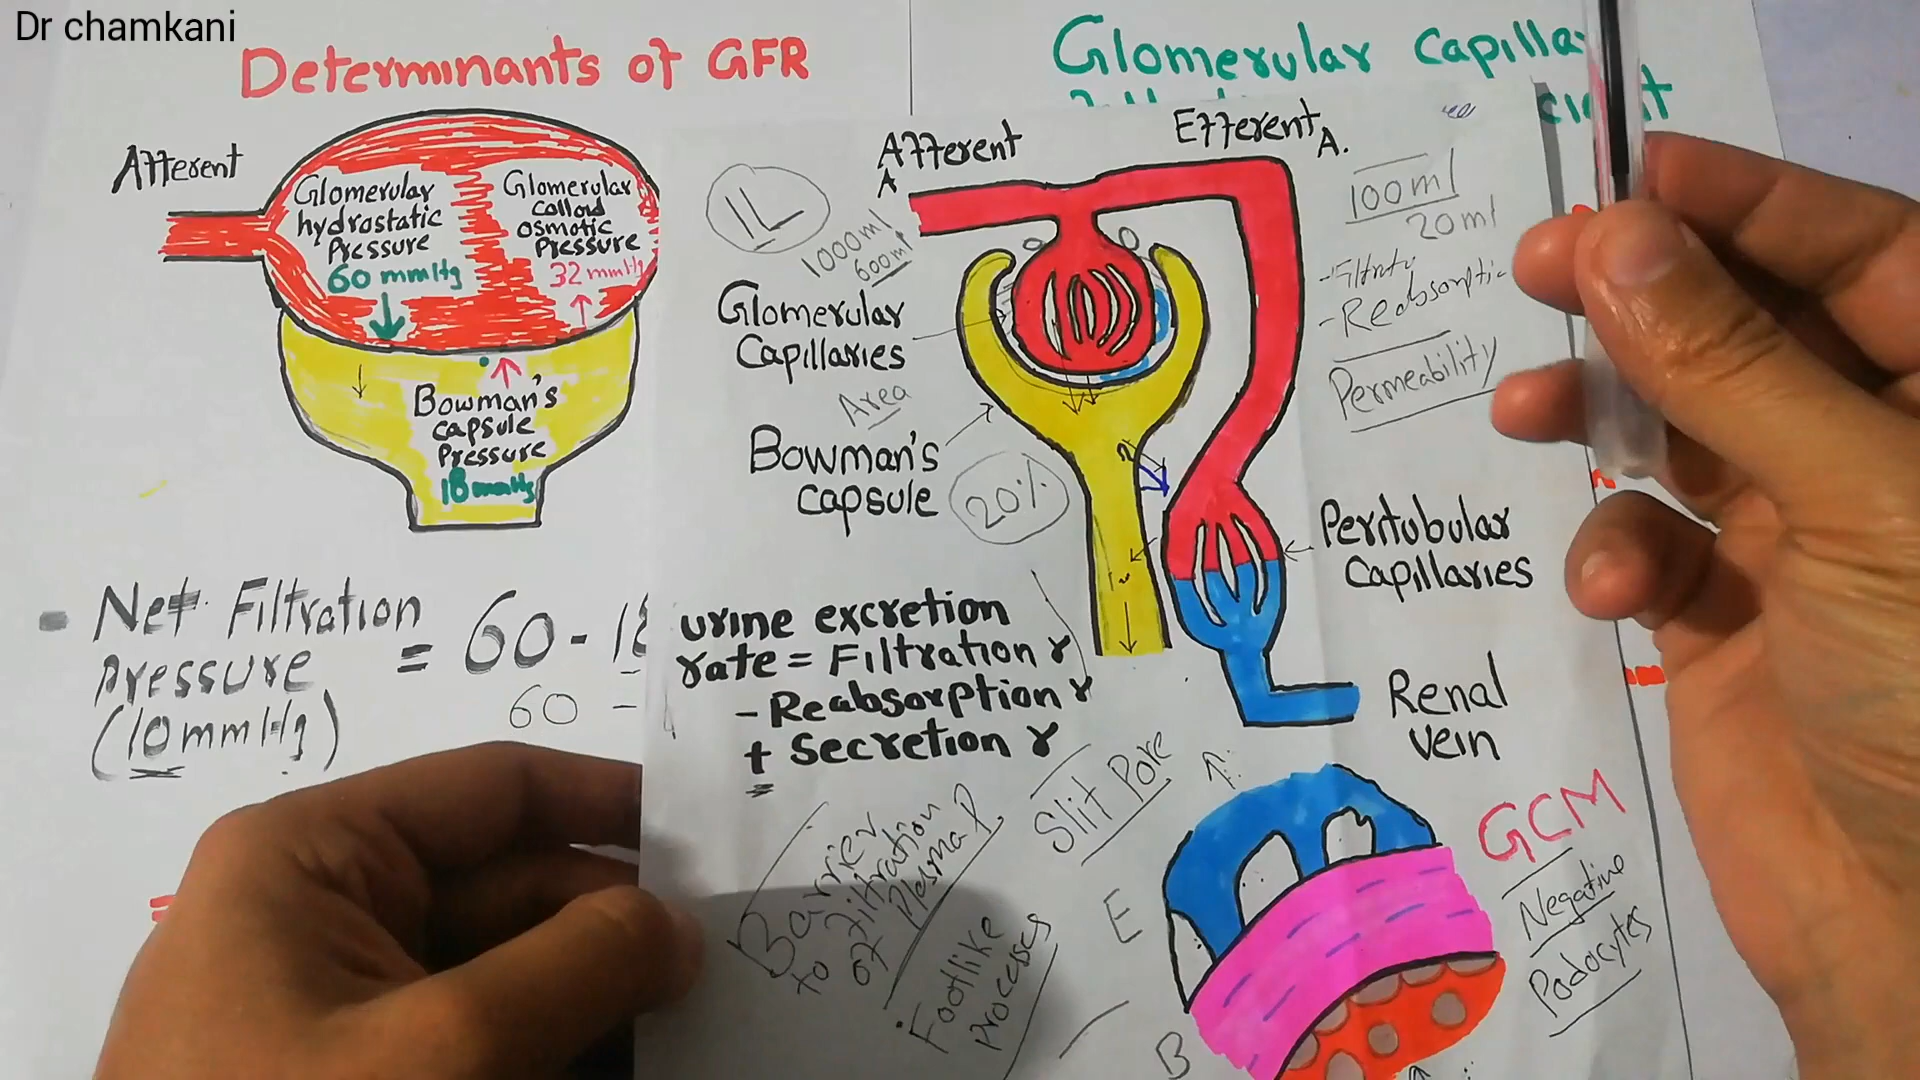 Dr chamkani
Determinants of GFR
Afferent
Glomerular
hydrostatic
Pressure
60 mmHg
Glomerular
colloid
osmotic
Pressure
32 mmHg
Bowman's
capsule
Pressure
18 mmHg
Net Filtration
Pressure
(10 mmHg)
= 60 - 18
60 -
Glomerular Capilla
Afferent
A
Efferent
A.
1L
1000ml
600ml
100ml
20ml
- Reabsorptio
Permeability
Glomerular
Capillaries
Area
Bowman's
capsule
20%
Peritubular
Capillaries
urine excretion
rate = Filtration r
- Reabsorption r
+ Secretion r
Renal
vein
Slit Pore
Barrier
to filtration
of Plasma P
Footlike
Processes
E
B
GCM
Negative
Podocytes